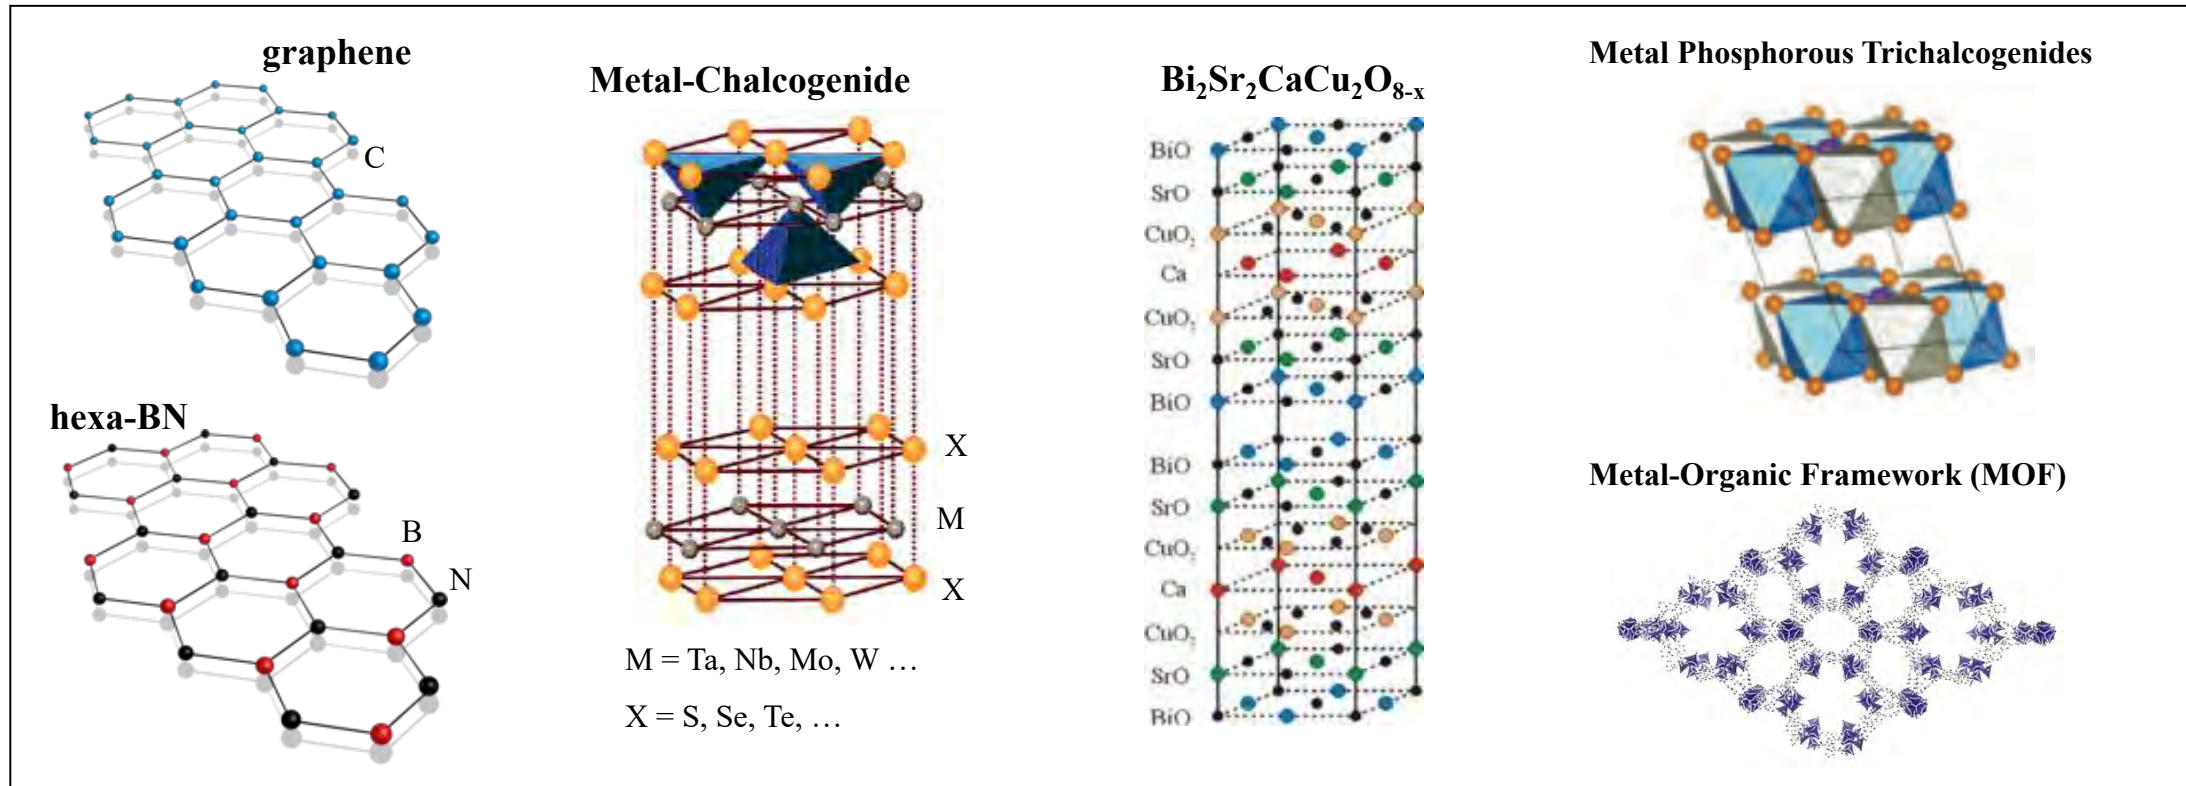 graphene
C
hexa-BN
B
N
Metal-Chalcogenide
X
M
X
M = Ta, Nb, Mo, W …
X = S, Se, Te, …
Bi₂Sr₂CaCu₂O₈₋ₓ
BiO
SrO
CuO₂
Ca
CuO₂
SrO
BiO
BiO
SrO
CuO₂
Ca
CuO₂
SrO
BiO
Metal Phosphorous Trichalcogenides
Metal-Organic Framework (MOF)